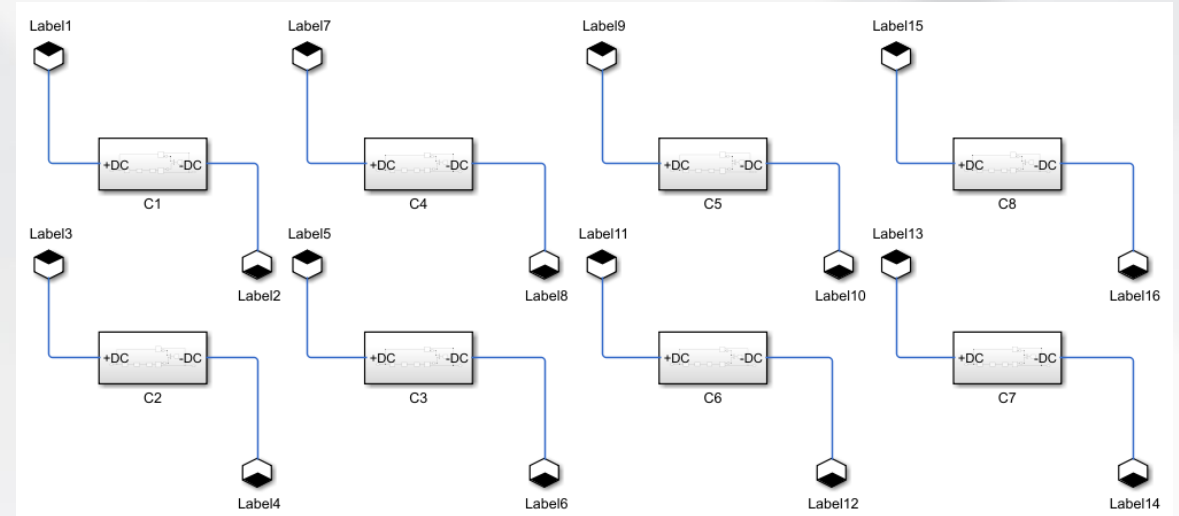 Label1 Label7 Label9 Label15
+DC -DC +DC -DC +DC -DC +DC -DC
C1 C4 C5 C8
Label3 Label5 Label11 Label13
Label2 Label8 Label10 Label16
+DC -DC +DC -DC +DC -DC +DC -DC
C2 C3 C6 C7
Label4 Label6 Label12 Label14